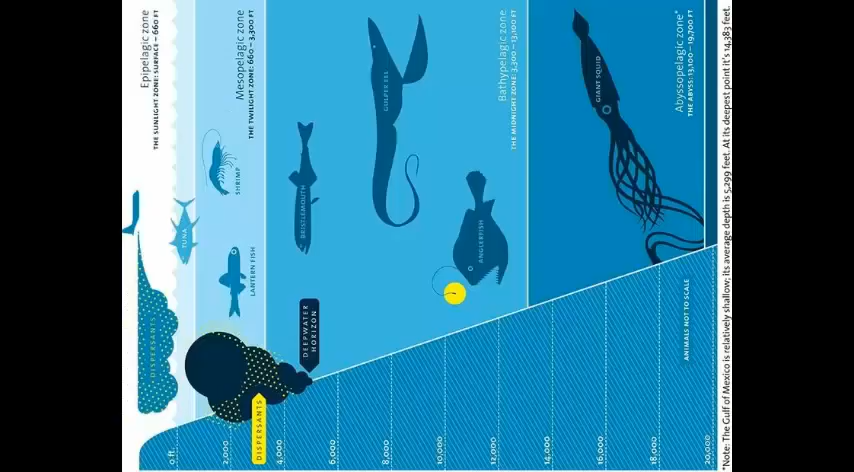 Epipelagic zone
THE SUNLIGHT ZONE: SURFACE – 660 FT
Mesopelagic zone
THE TWILIGHT ZONE: 660 – 3,300 FT
Bathypelagic zone
THE MIDNIGHT ZONE: 3,300 – 13,100 FT
Abyssopelagic zone*
THE ABYSS: 13,100 – 19,700 FT
TUNA
SHRIMP
LANTERN FISH
BRISTLEMOUTH
GULPER EEL
ANGLERFISH
GIANT SQUID
DISPERSANTS
DEEPWATER
HORIZON
DISPERSANTS
0 ft.
2,000
4,000
6,000
8,000
10,000
12,000
14,000
16,000
18,000
20,000
ANIMALS NOT TO SCALE
*Note: The Gulf of Mexico is relatively shallow; its average depth is 5,299 feet. At its deepest point it's 14,383 feet.